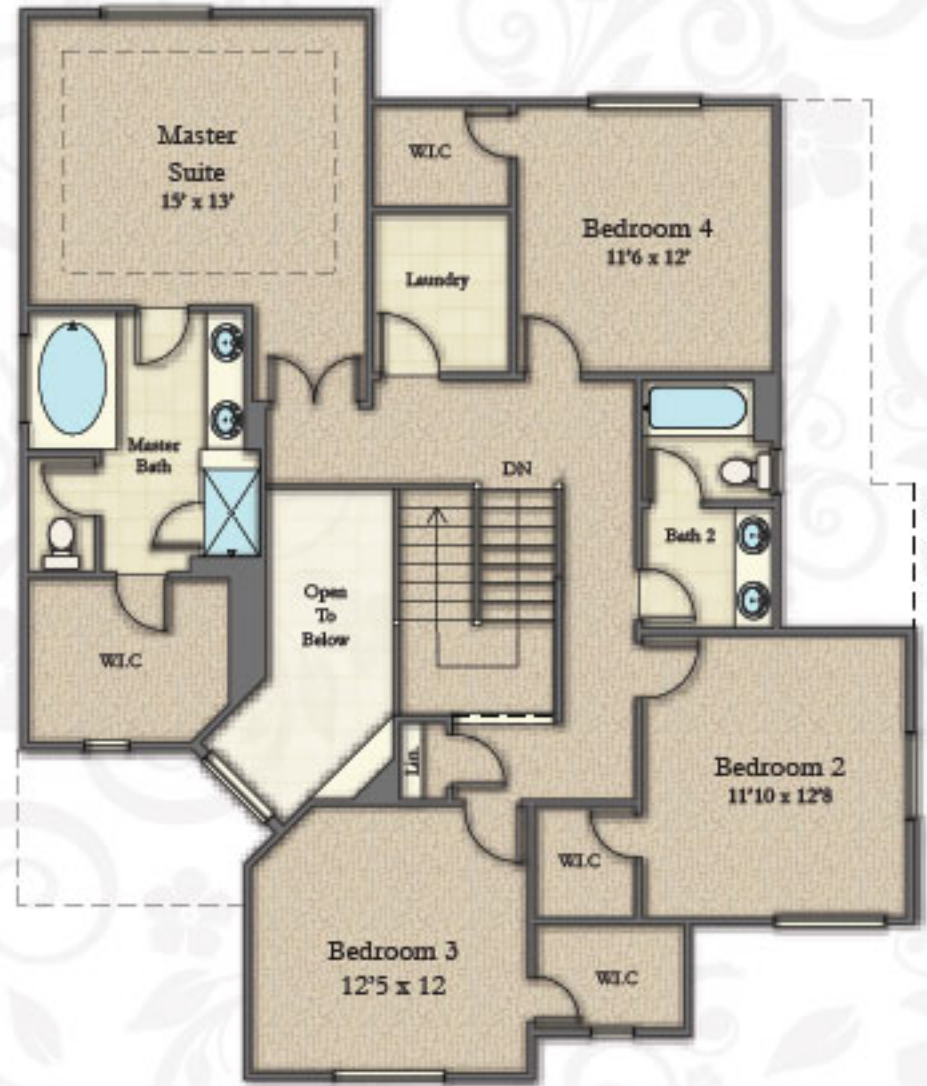 Master
Suite
15' x 13'
W.I.C
Bedroom 4
11'6 x 12'
Laundry
Master
Bath
DN
Bath 2
Open
To
Below
W.I.C
Lin.
Bedroom 2
11'10 x 12'8
W.I.C
Bedroom 3
12'5 x 12
W.I.C